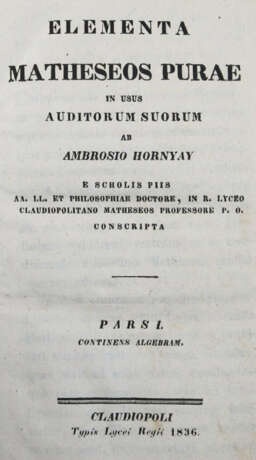 ELEMENTA
MATHESEOS PURAE
IN USUS
AUDITORUM SUORUM
AB
AMBROSIO HORNYAY
E SCHOLIS PIIS
AA. LL. ET PHILOSOPHIAE DOCTORE, IN R. LYCEO
CLAUDIOPOLITANO MATHESEOS PROFESSORE P. O.
CONSCRIPTA
PARS I.
CONTINENS ALGEBRAM.
CLAUDIOPOLI
Typis Lycei Regii 1836.